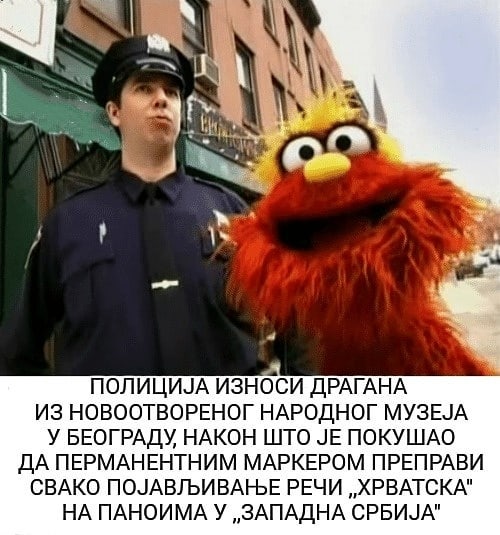 ПОЛИЦИЈА ИЗНОСИ ДРАГАНА
ИЗ НОВООТВОРЕНОГ НАРОДНОГ МУЗЕЈА
У БЕОГРАДУ, НАКОН ШТО ЈЕ ПОКУШАО
ДА ПЕРМАНЕНТНИМ МАРКЕРОМ ПРЕПРАВИ
СВАКО ПОЈАВЉИВАЊЕ РЕЧИ „ХРВАТСКА"
НА ПАНОИМА У „ЗАПАДНА СРБИЈА"